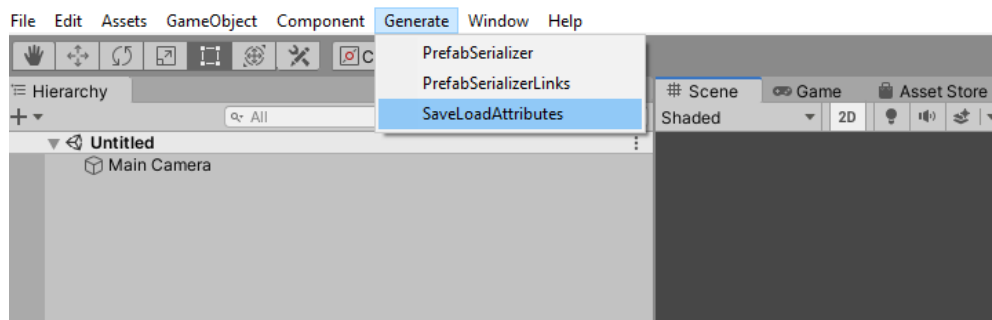 File Edit Assets GameObject Component Generate Window Help
C
PrefabSerializer
PrefabSerializerLinks
SaveLoadAttributes
Hierarchy
All
Untitled
Main Camera
Scene Game Asset Store
Shaded 2D